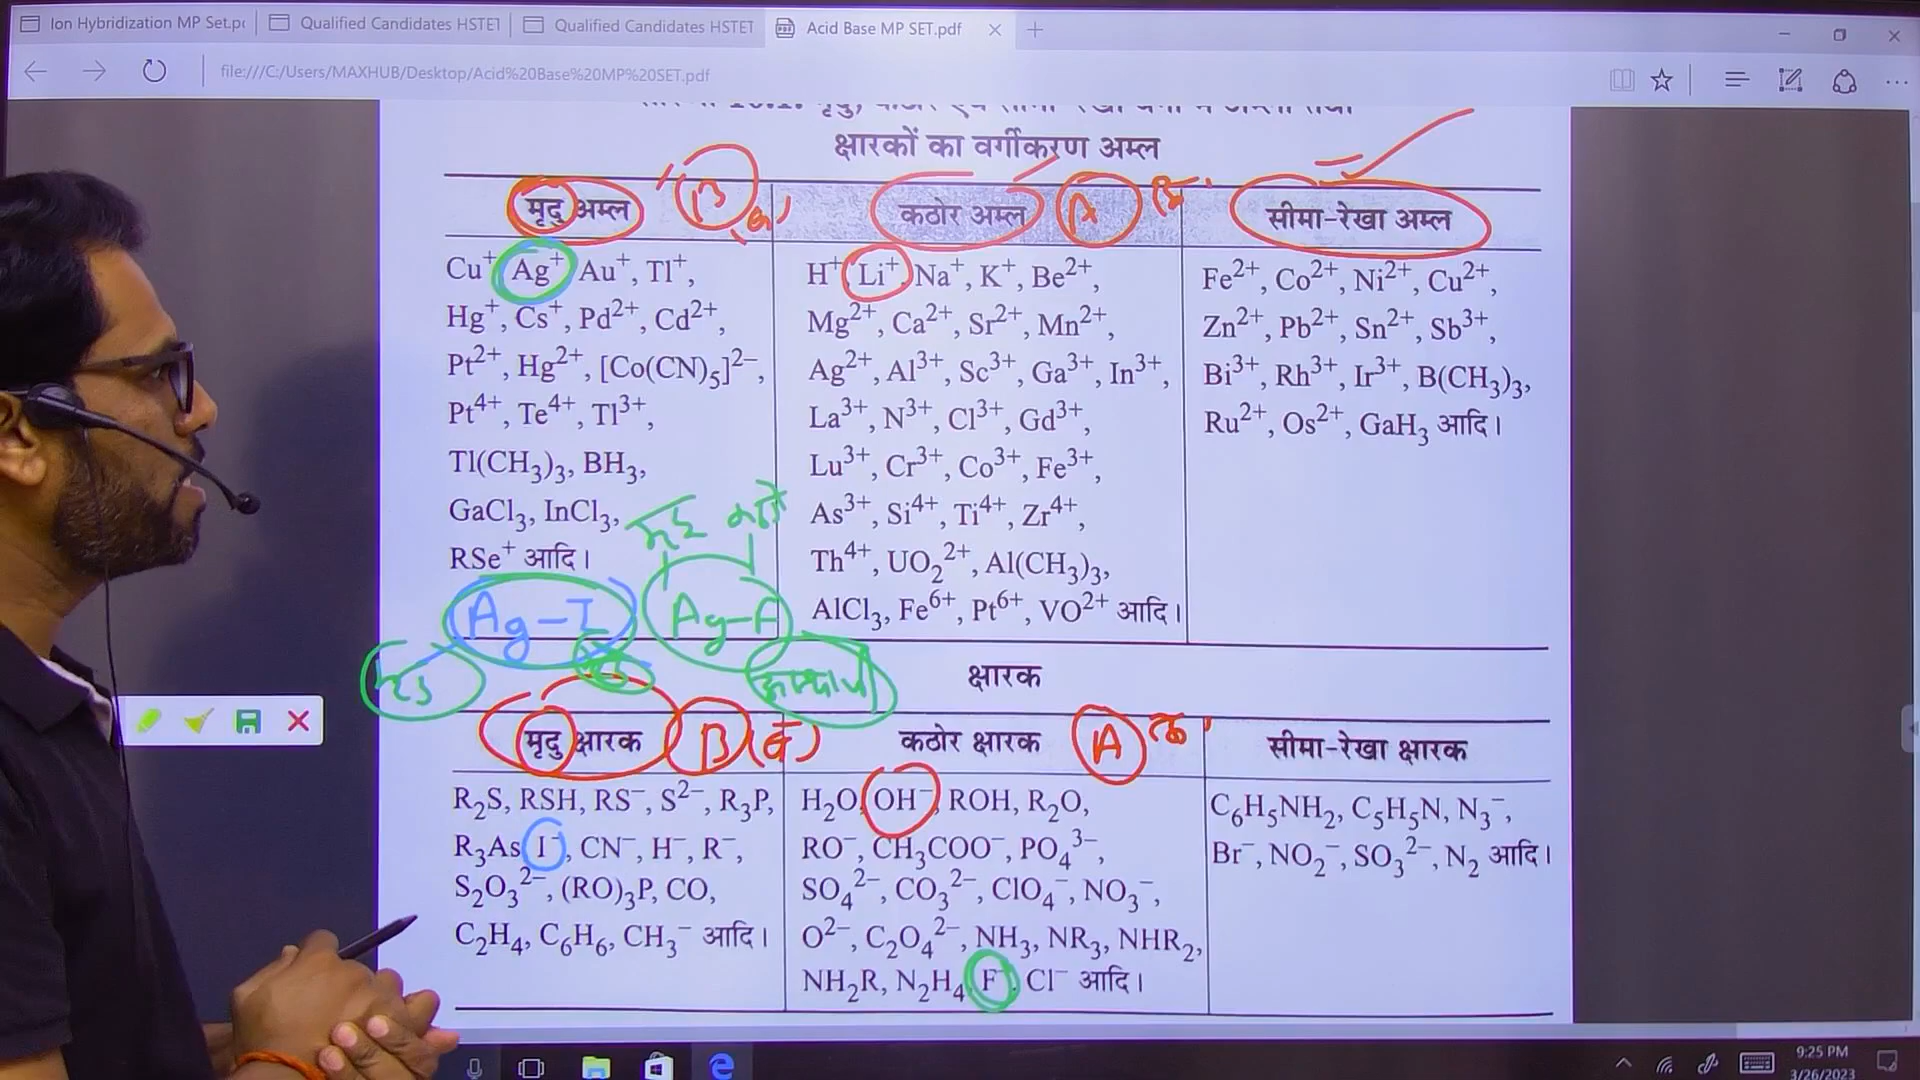 Ion Hybridization MP Set.pd
Qualified Candidates HSTET
Qualified Candidates HSTET
Acid Base MP SET.pdf
file:///C:/Users/MAXHUB/Desktop/Acid%20Base%20MP%20SET.pdf
क्षारकों का वर्गीकरण अम्ल
मृदु अम्ल B कठोर अम्ल A सीमा-रेखा अम्ल
Cu⁺ Ag⁺ Au⁺, Tl⁺,
Hg⁺, Cs⁺, Pd²⁺, Cd²⁺,
Pt²⁺, Hg²⁺, [Co(CN)₅]²⁻,
Pt⁴⁺, Te⁴⁺, Tl³⁺,
Tl(CH₃)₃, BH₃,
GaCl₃, InCl₃,
RSe⁺ आदि।
H⁺ Li⁺ Na⁺, K⁺, Be²⁺,
Mg²⁺, Ca²⁺, Sr²⁺, Mn²⁺,
Ag²⁺, Al³⁺, Sc³⁺, Ga³⁺, In³⁺,
La³⁺, N³⁺, Cl³⁺, Gd³⁺,
Lu³⁺, Cr³⁺, Co³⁺, Fe³⁺,
As³⁺, Si⁴⁺, Ti⁴⁺, Zr⁴⁺,
Th⁴⁺, UO₂²⁺, Al(CH₃)₃,
AlCl₃, Fe⁶⁺, Pt⁶⁺, VO²⁺ आदि।
Fe²⁺, Co²⁺, Ni²⁺, Cu²⁺,
Zn²⁺, Pb²⁺, Sn²⁺, Sb³⁺,
Bi³⁺, Rh³⁺, Ir³⁺, B(CH₃)₃,
Ru²⁺, Os²⁺, GaH₃ आदि।
Ag-I Ag-F
क्षारक
मृदु क्षारक B कठोर क्षारक A सीमा-रेखा क्षारक
R₂S, RSH, RS⁻, S²⁻, R₃P,
R₃As I⁻, CN⁻, H⁻, R⁻,
S₂O₃²⁻, (RO)₃P, CO,
C₂H₄, C₆H₆, CH₃⁻ आदि।
H₂O, OH⁻ ROH, R₂O,
RO⁻, CH₃COO⁻, PO₄³⁻,
SO₄²⁻, CO₃²⁻, ClO₄⁻, NO₃⁻,
O²⁻, C₂O₄²⁻, NH₃, NR₃, NHR₂,
NH₂R, N₂H₄ F⁻, Cl⁻ आदि।
C₆H₅NH₂, C₅H₅N, N₃⁻,
Br⁻, NO₂⁻, SO₃²⁻, N₂ आदि।
9:25 PM
3/26/2023